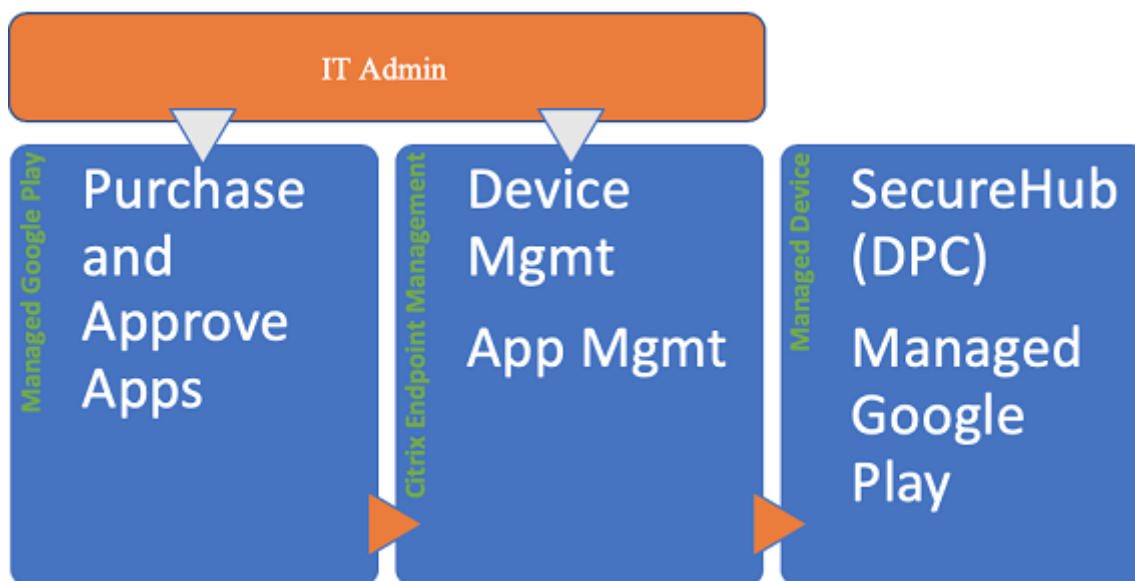 IT Admin
Managed Google Play
Purchase
and
Approve
Apps
Citrix Endpoint Management
Device
Mgmt
App Mgmt
Managed Device
SecureHub
(DPC)
Managed
Google
Play